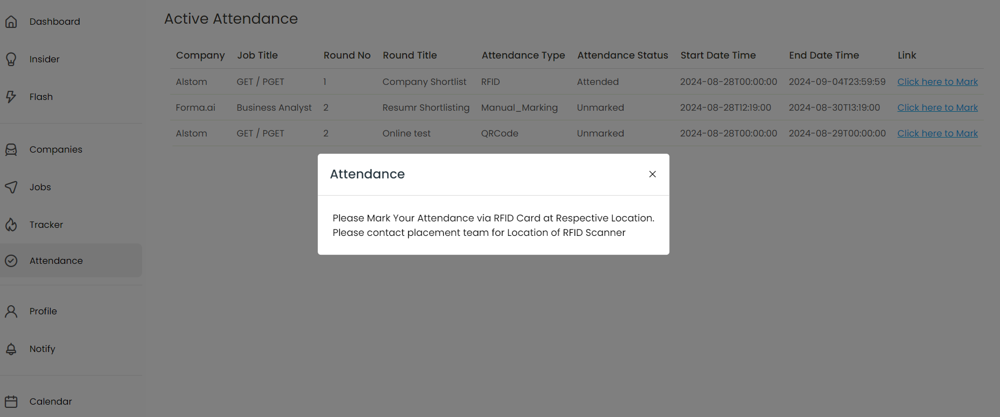 Dashboard
Insider
Flash
Companies
Jobs
Tracker
Attendance
Profile
Notify
Calendar
Active Attendance
Company Job Title Round No Round Title Attendance Type Attendance Status Start Date Time End Date Time Link
Alstom GET / PGET 1 Company Shortlist RFID Attended 2024-08-28T00:00:00 2024-09-04T23:59:59 Click here to Mark
Forma.ai Business Analyst 2 Resumr Shortlisting Manual_Marking Unmarked 2024-08-28T12:19:00 2024-08-30T13:19:00 Click here to Mark
Alstom GET / PGET 2 Online test QRCode Unmarked 2024-08-28T00:00:00 2024-08-29T00:00:00 Click here to Mark
Attendance
Please Mark Your Attendance via RFID Card at Respective Location.
Please contact placement team for Location of RFID Scanner